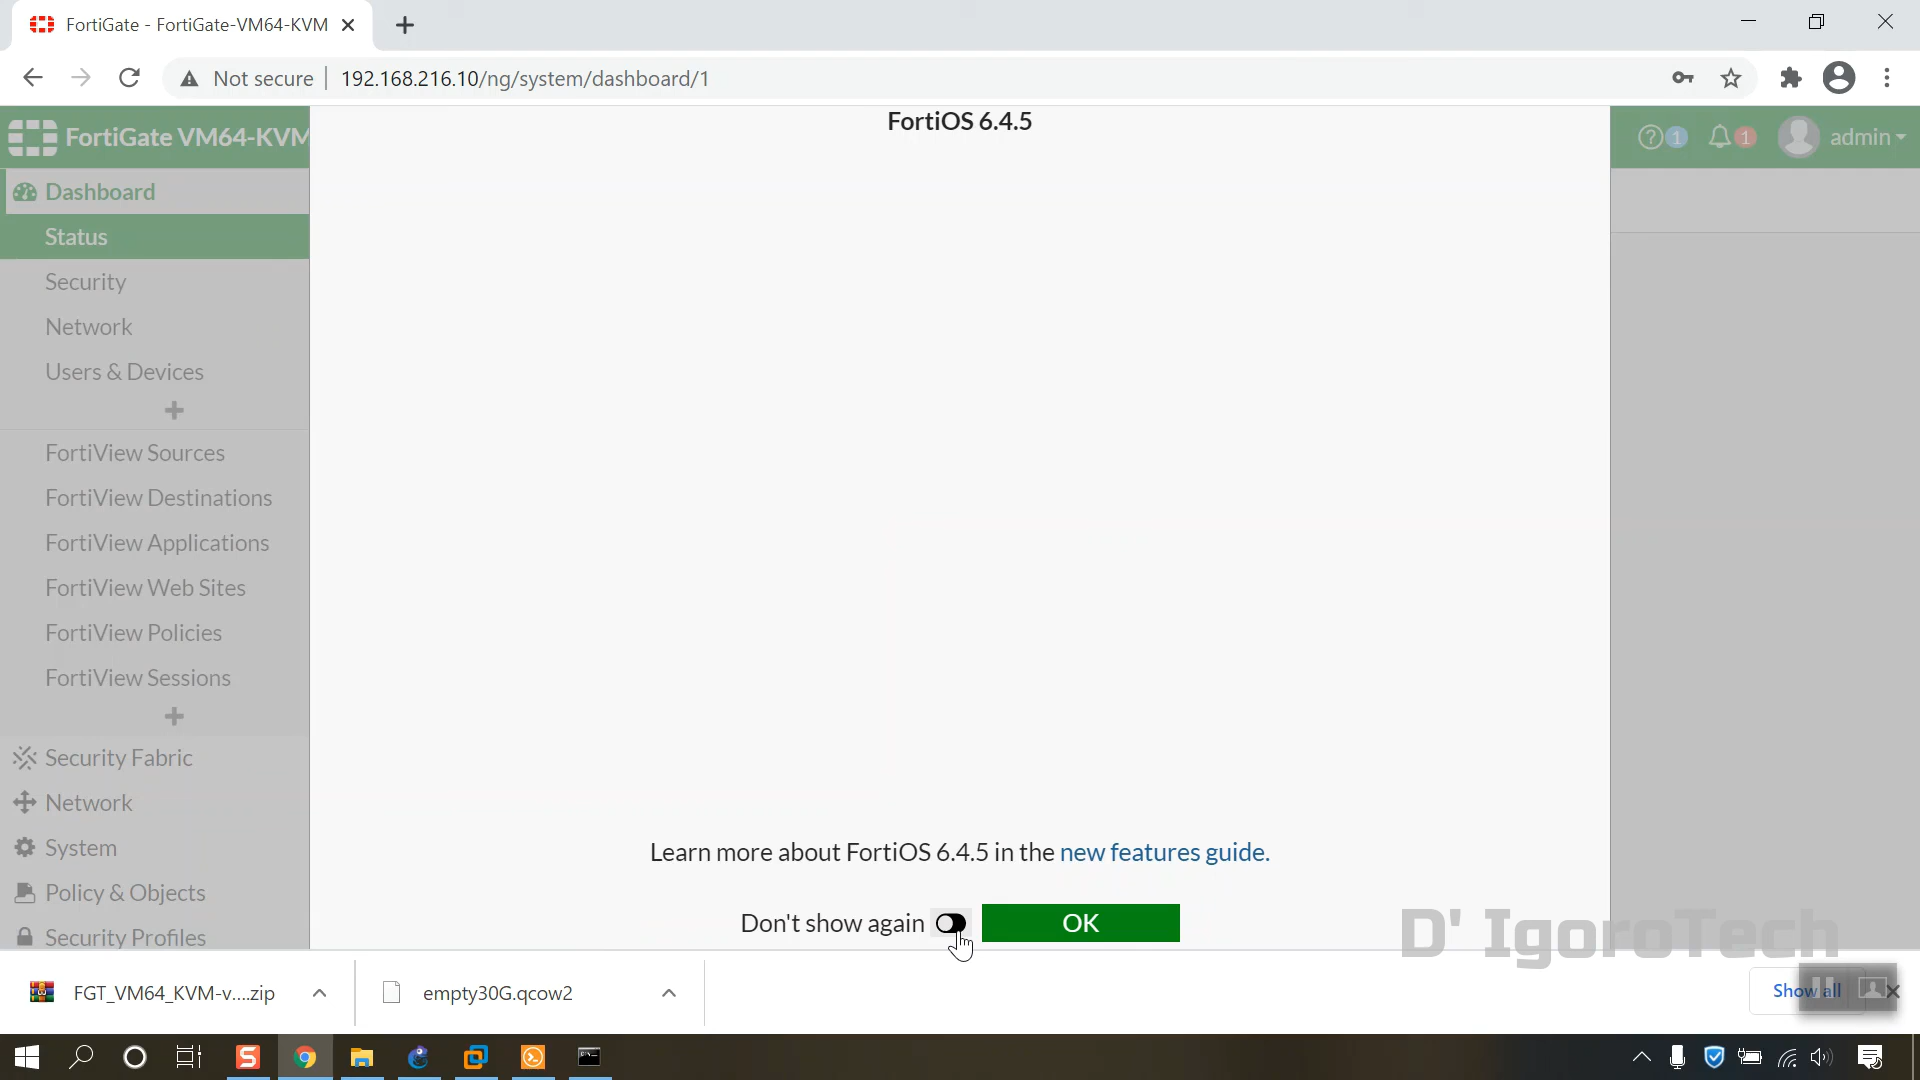 FortiGate - FortiGate-VM64-KVM
Not secure
192.168.216.10/ng/system/dashboard/1
FortiGate VM64-KVM
FortiOS 6.4.5
1
1
admin
Dashboard
Status
Security
Network
Users & Devices
FortiView Sources
FortiView Destinations
FortiView Applications
FortiView Web Sites
FortiView Policies
FortiView Sessions
Security Fabric
Network
System
Policy & Objects
Security Profiles
Learn more about FortiOS 6.4.5 in the new features guide.
Don't show again
OK
D' IgoroTech
FGT_VM64_KVM-v....zip
empty30G.qcow2
Show all